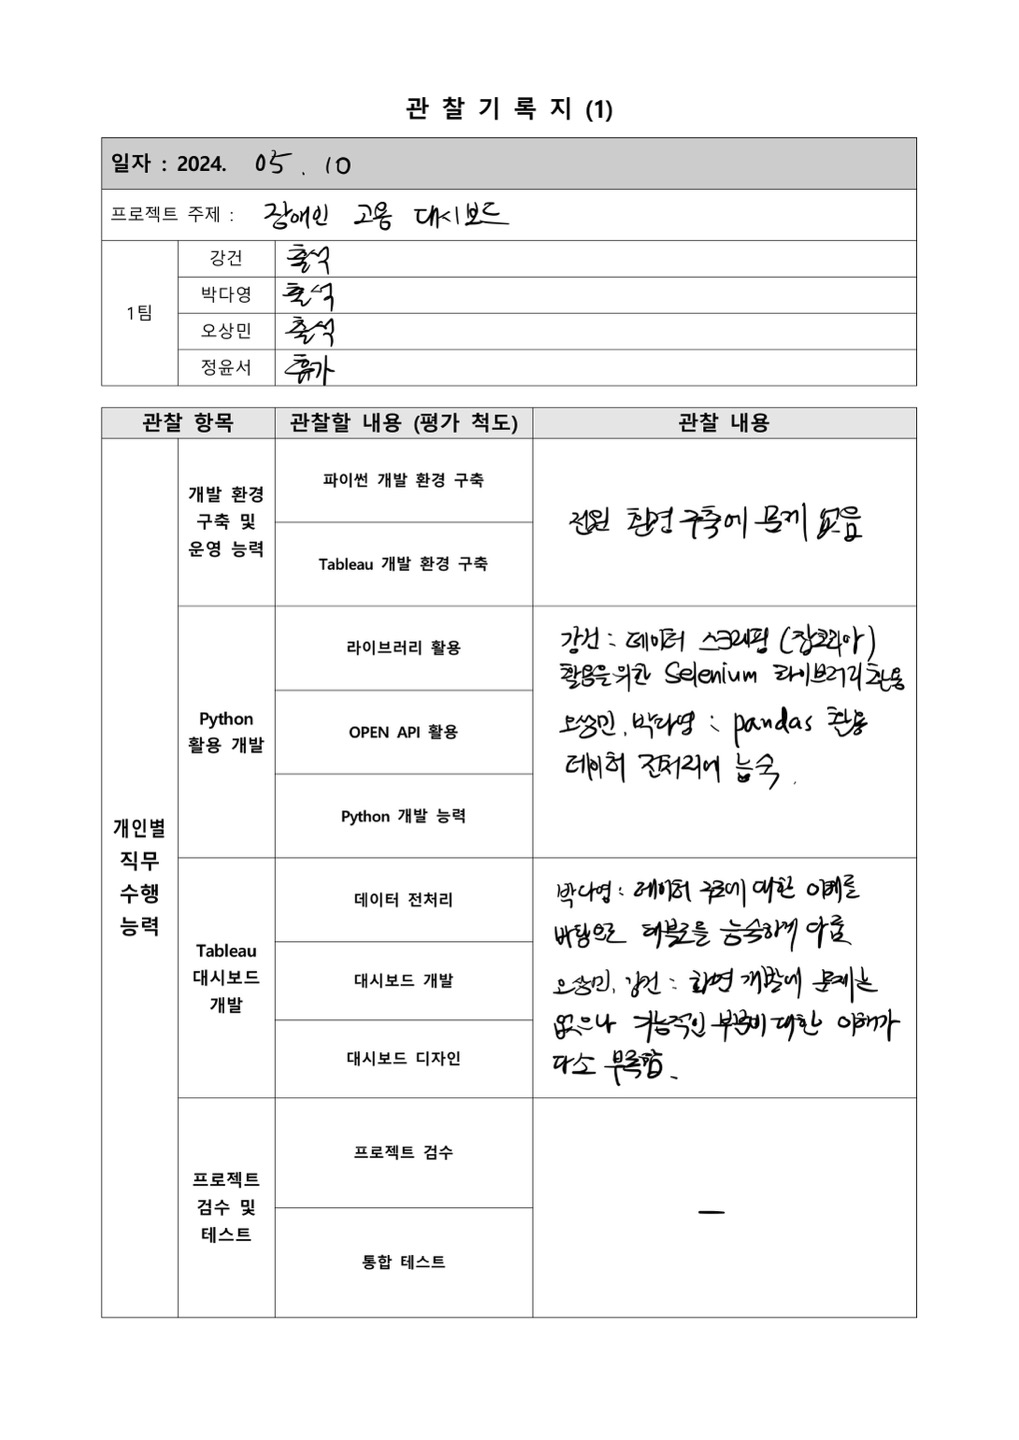 관 찰 기 록 지 (1)
일자 : 2024. 05. 10
프로젝트 주제 : 장애인 고용 대시보드
1팀
강건 출석
박다영 출석
오상민 출석
정윤서 휴가
관찰 항목 관찰할 내용 (평가 척도) 관찰 내용
개인별
직무
수행
능력
개발 환경
구축 및
운영 능력
파이썬 개발 환경 구축
Tableau 개발 환경 구축
전원 환경 구축에 문제 없음
Python
활용 개발
라이브러리 활용
OPEN API 활용
Python 개발 능력
강건 : 데이터 스크래핑 (잡코리아)
활용을 위한 Selenium 라이브러리 활용
오상민, 박다영 : pandas 활용
데이터 전처리에 능숙.
Tableau
대시보드
개발
데이터 전처리
대시보드 개발
대시보드 디자인
박다영 : 데이터 구조에 대한 이해를
바탕으로 태블로를 능숙하게 다룸
오상민, 강건 : 화면 개발에 문제는
없으나 기능적인 부분에 대한 이해가
다소 부족함.
프로젝트
검수 및
테스트
프로젝트 검수
통합 테스트
—